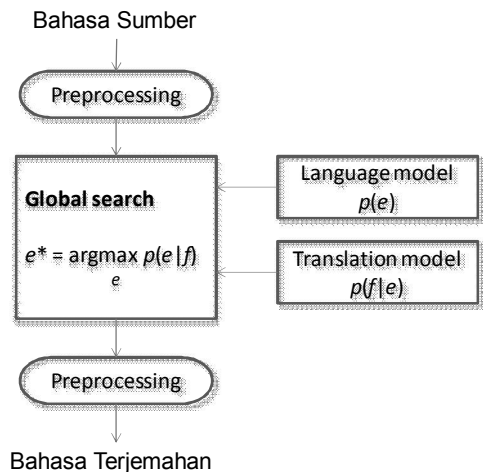 Bahasa Sumber
Preprocessing
Global search
e* = argmax p(e|f)
e
Language model
p(e)
Translation model
p(f|e)
Preprocessing
Bahasa Terjemahan